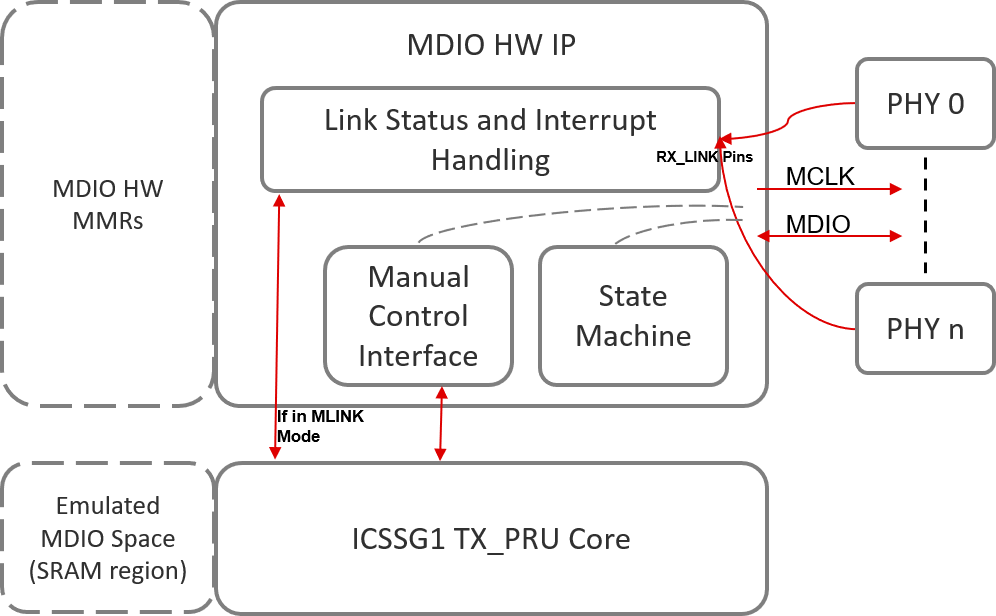 MDIO HW IP
Link Status and Interrupt
Handling
PHY 0
RX_LINK Pins
MCLK
MDIO HW
MMRs
MDIO
Manual
Control
Interface
State
Machine
PHY n
If in MLINK
Mode
Emulated
MDIO Space
(SRAM region)
ICSSG1 TX_PRU Core